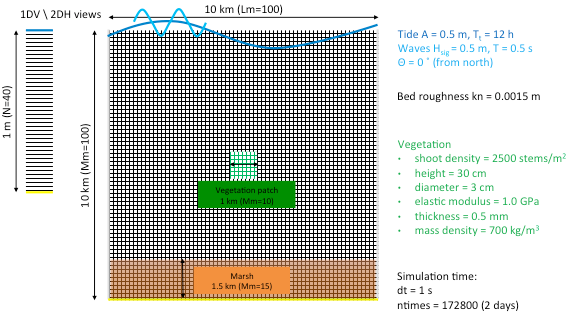 1DV \ 2DH views
10 km (Lm=100)
1 m (N=40)
10 km (Mm=100)
Vegetation patch
1 km (Mm=10)
Marsh
1.5 km (Mm=15)
Tide A = 0.5 m, Tt = 12 h
Waves Hsig = 0.5 m, T = 0.5 s
Θ = 0 ˚ (from north)
Bed roughness kn = 0.0015 m
Vegetation
• shoot density = 2500 stems/m²
• height = 30 cm
• diameter = 3 cm
• elastic modulus = 1.0 GPa
• thickness = 0.5 mm
• mass density = 700 kg/m³
Simulation time:
dt = 1 s
ntimes = 172800 (2 days)